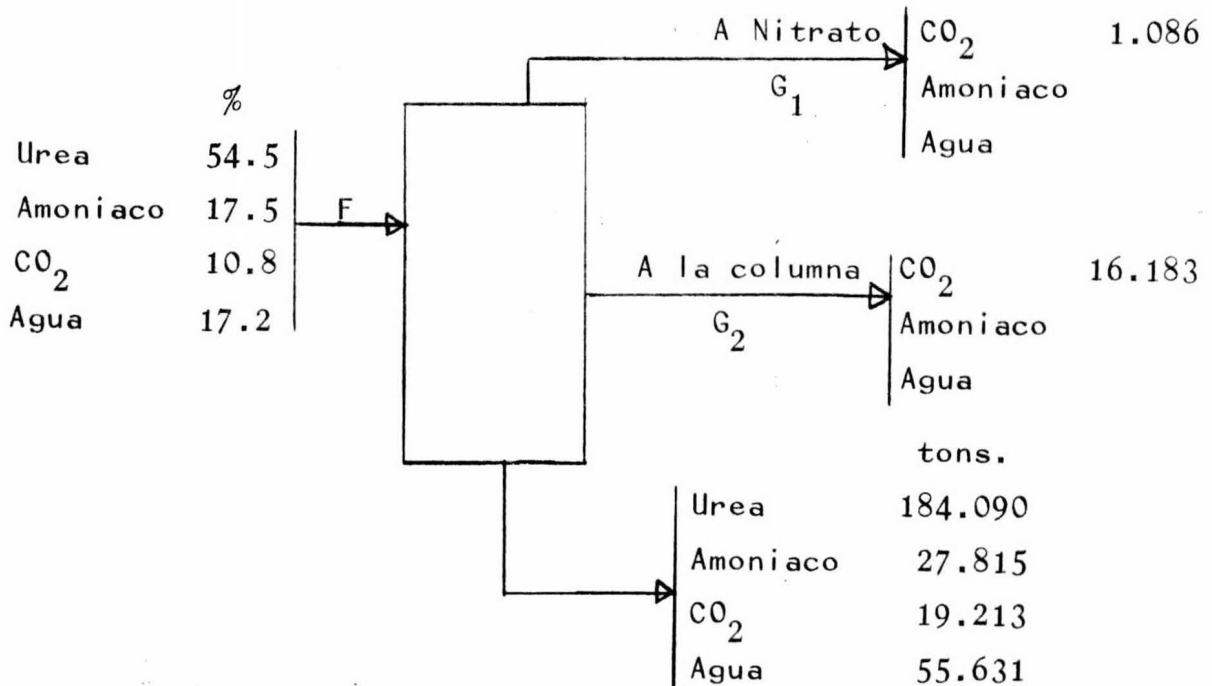 %
Urea 54.5
Amoniaco 17.5
CO2 10.8
Agua 17.2
F
A Nitrato
G1
CO2 1.086
Amoniaco
Agua
A la columna
G2
CO2 16.183
Amoniaco
Agua
tons.
Urea 184.090
Amoniaco 27.815
CO2 19.213
Agua 55.631